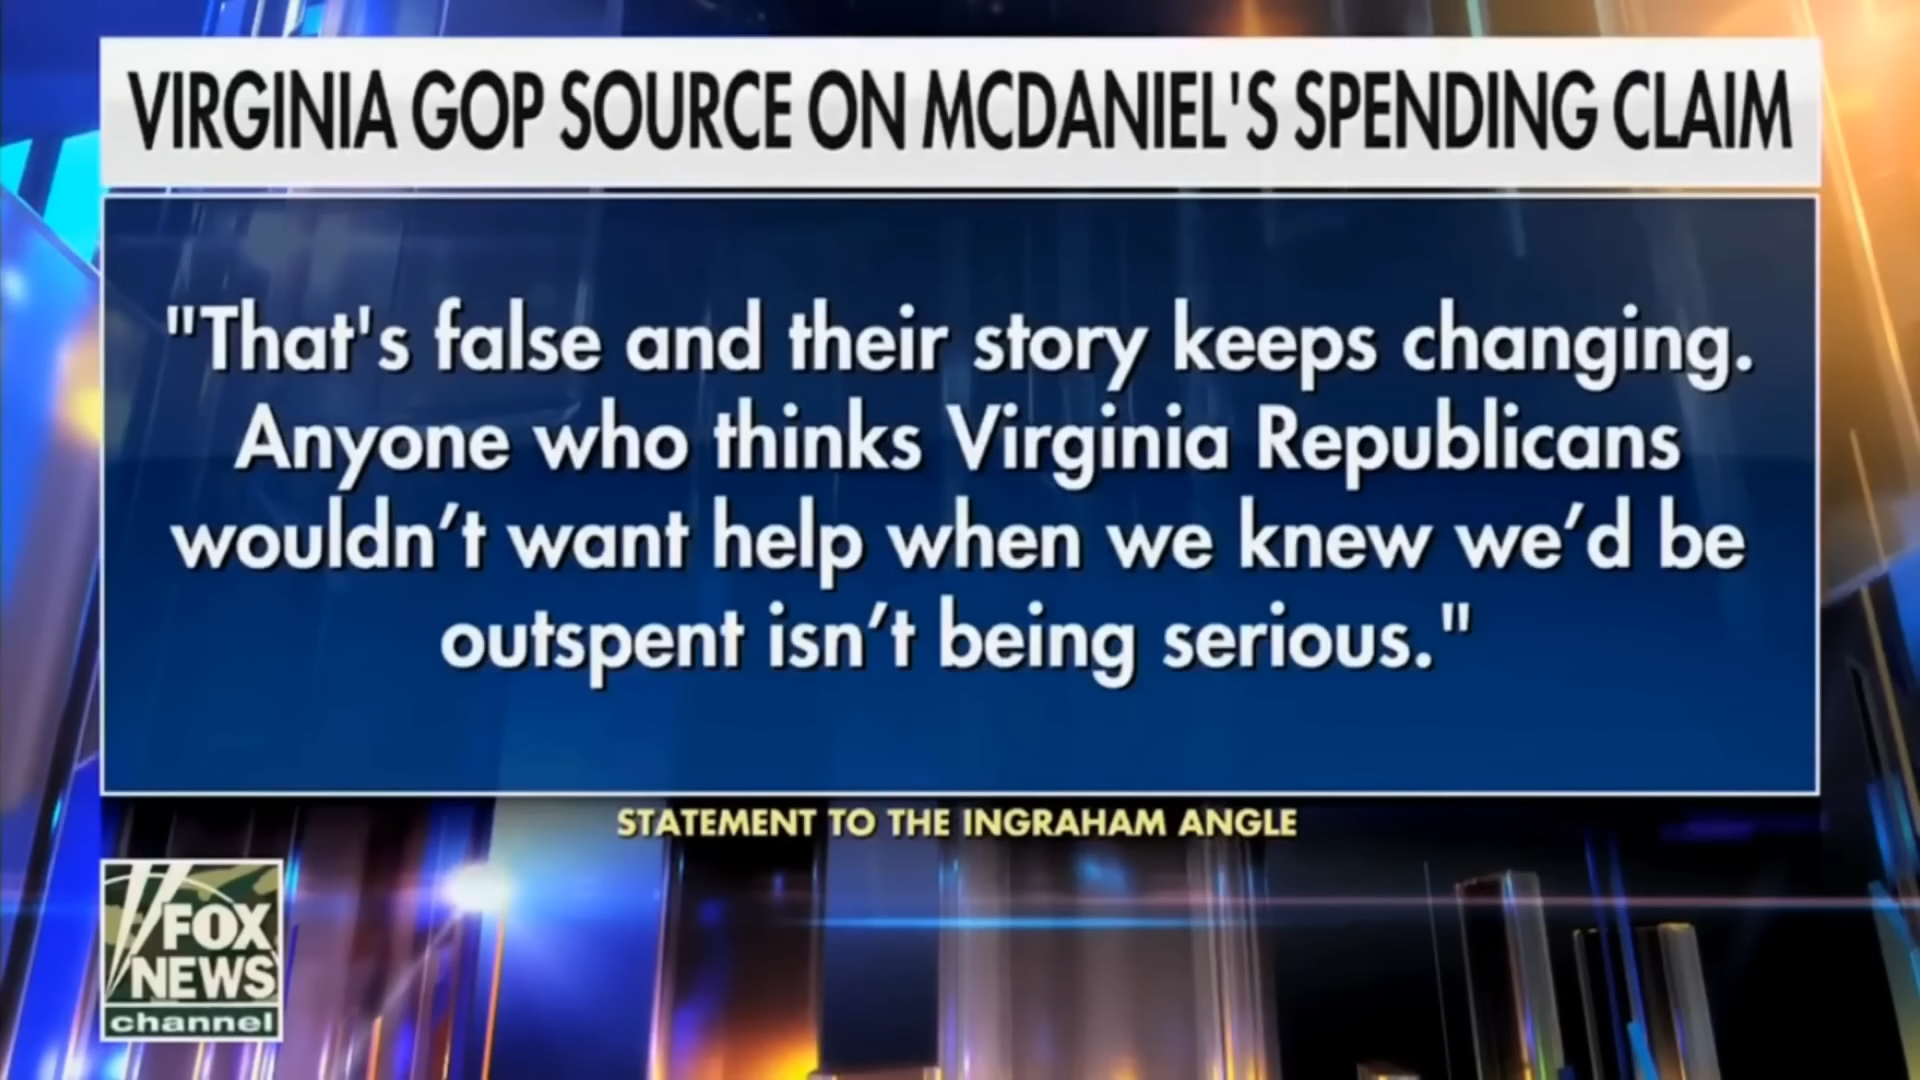 VIRGINIA GOP SOURCE ON MCDANIEL'S SPENDING CLAIM
"That's false and their story keeps changing.
Anyone who thinks Virginia Republicans
wouldn’t want help when we knew we’d be
outspent isn’t being serious."
STATEMENT TO THE INGRAHAM ANGLE
FOX
NEWS
channel